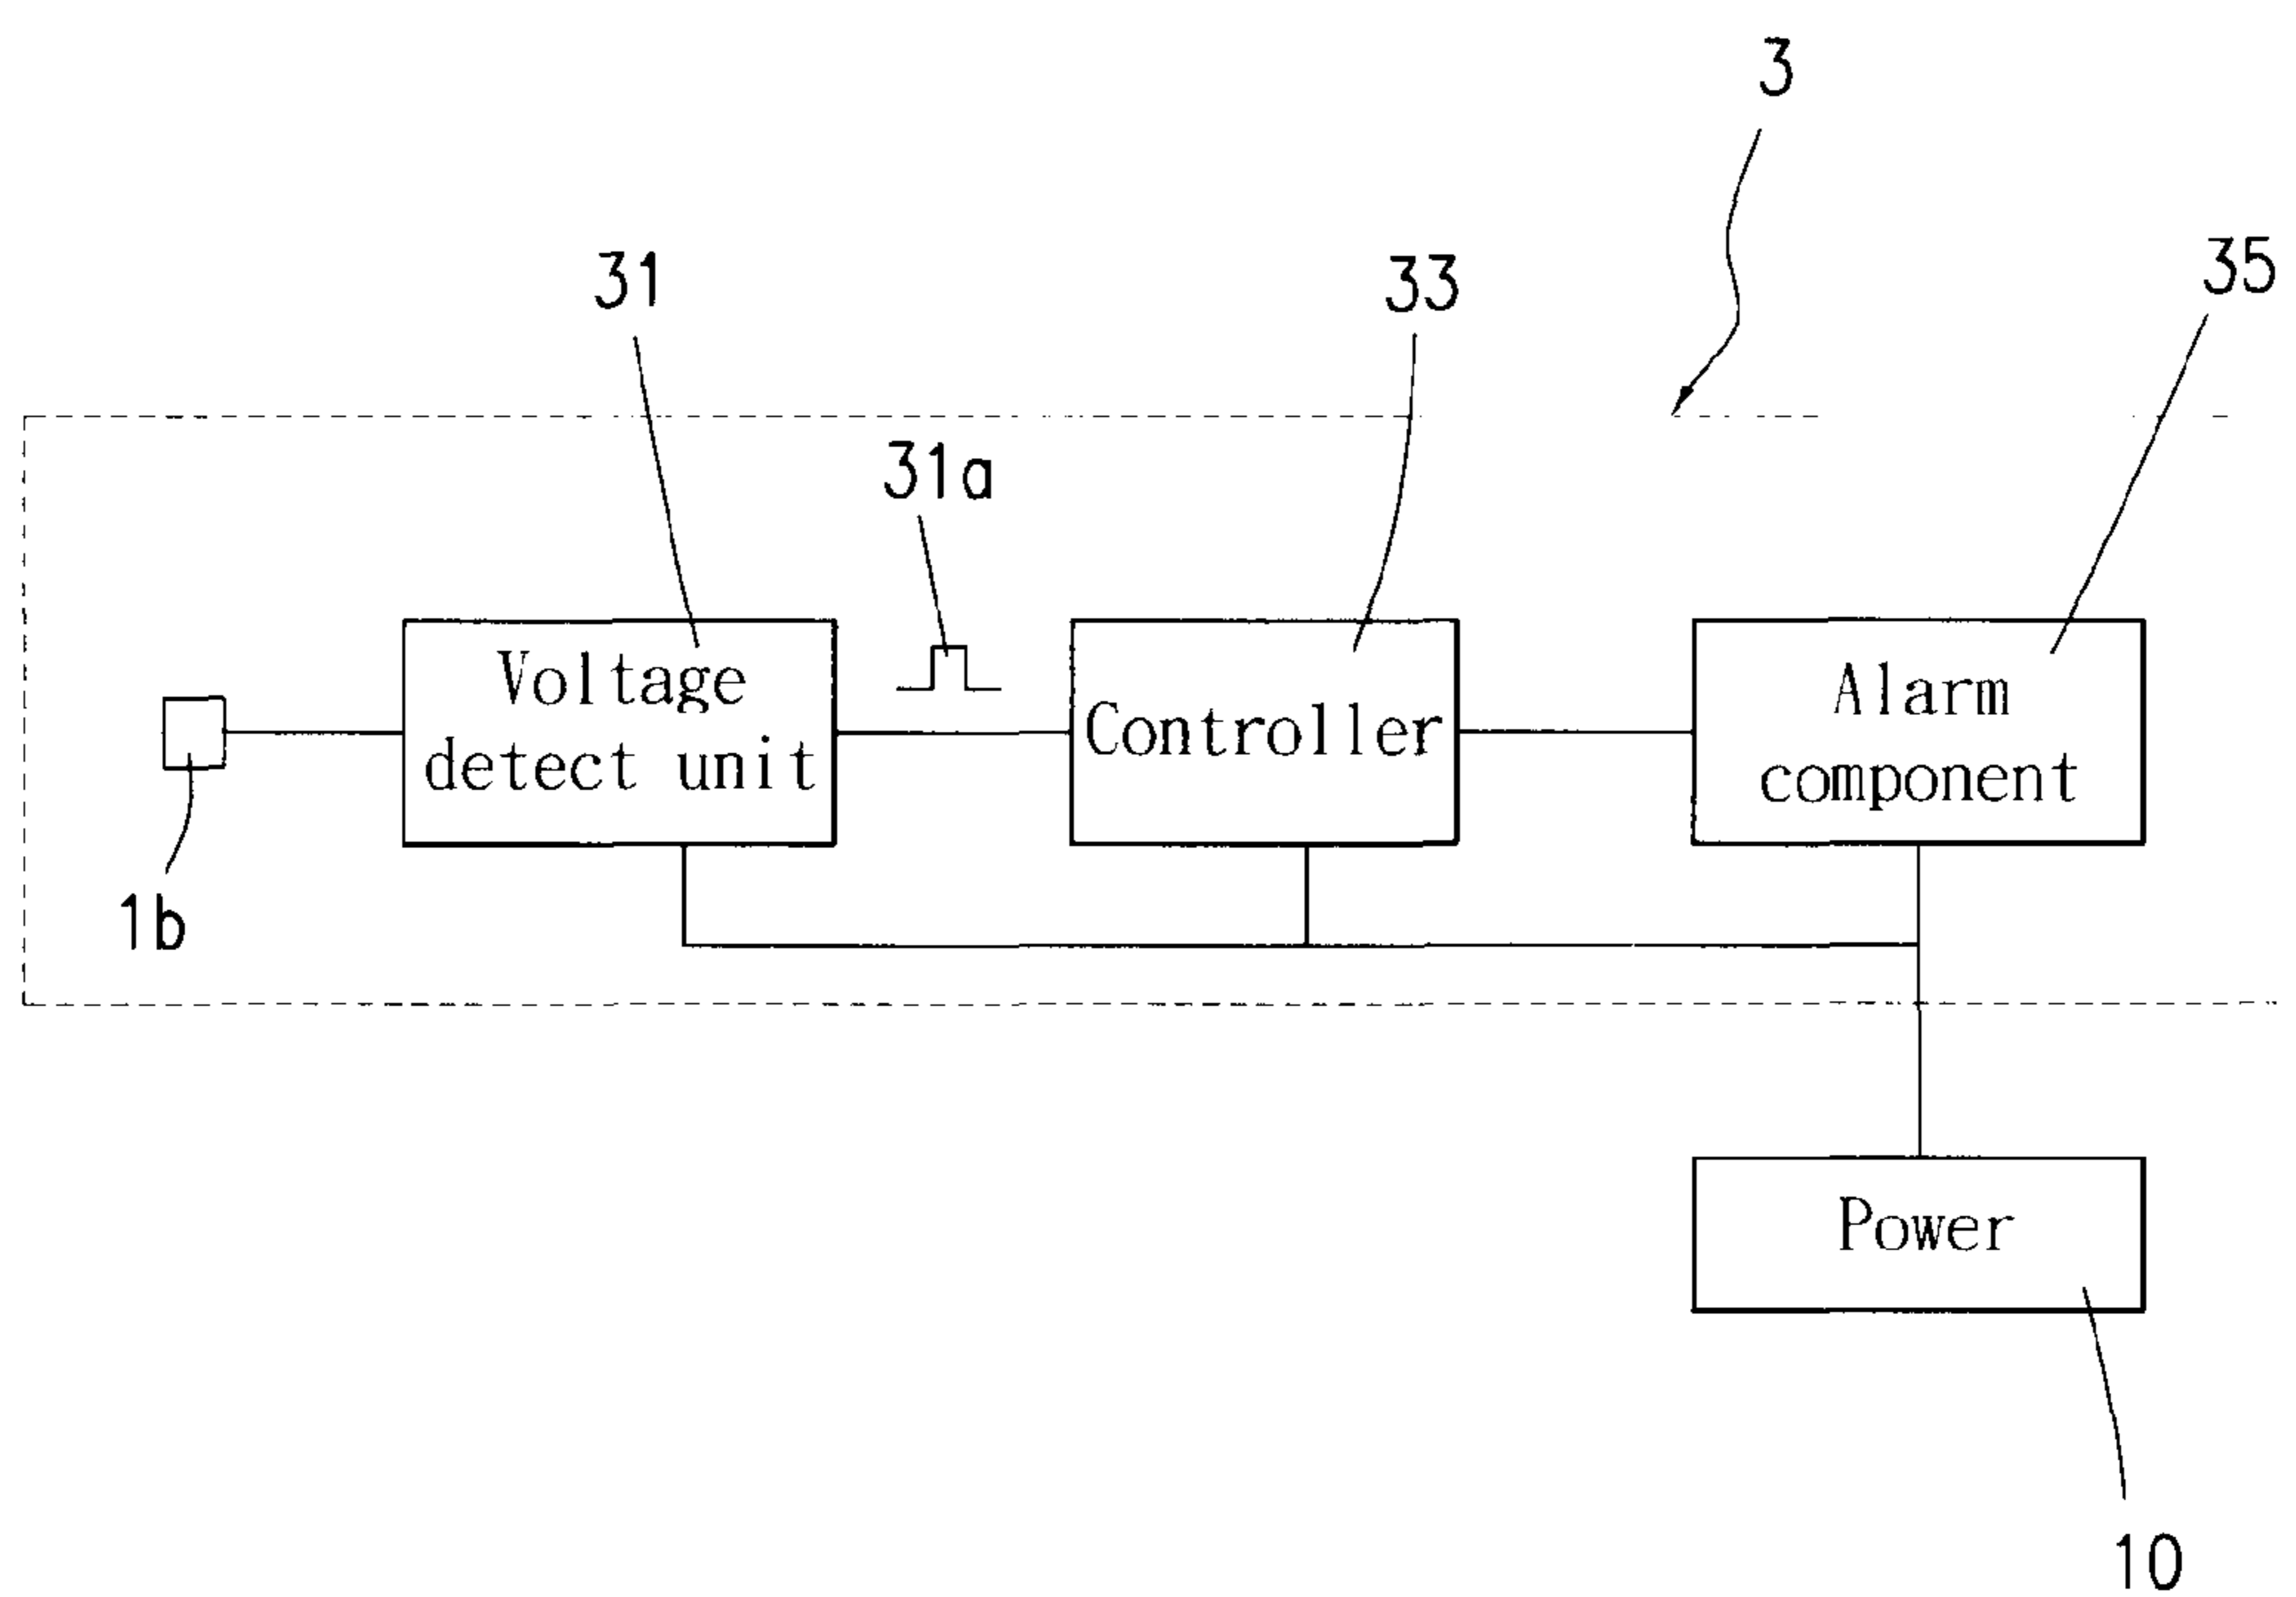 3
31
33
35
31a
Voltage
detect unit
Controller
Alarm
component
1b
Power
10